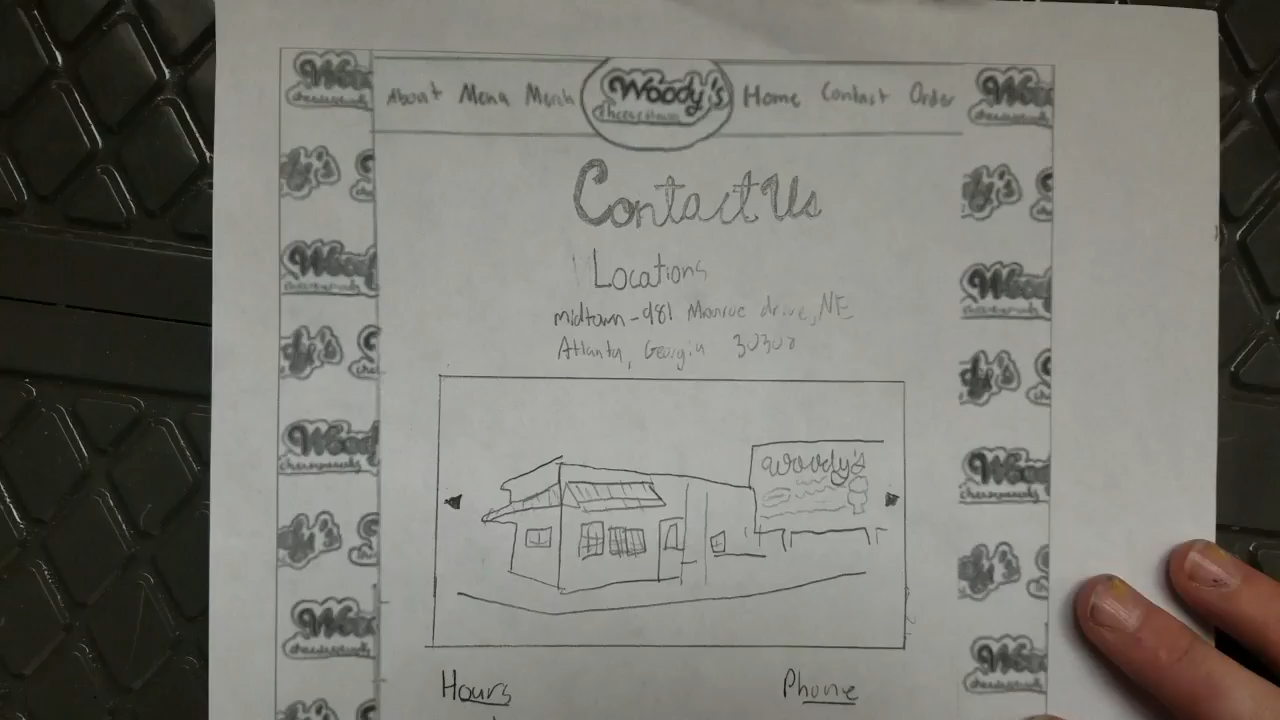 About Menu Merch Woody's Home Contact Order
Contact Us
Locations
midtown-981 Monroe drive, NE
Atlanta, Georgia 30308
woody's
Hours Phone